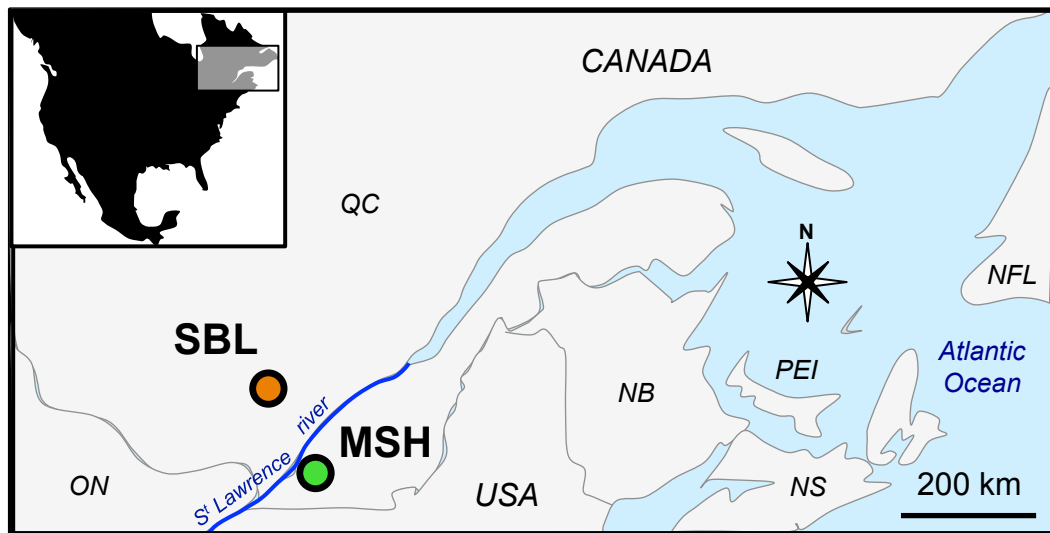 CANADA
QC
N
NFL
SBL
Atlantic
Ocean
PEI
NB
MSH
St Lawrence river
ON
USA
NS
200 km